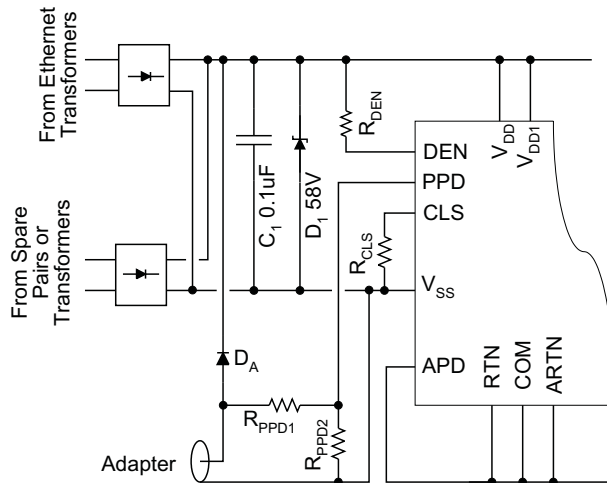 From Ethernet
Transformers
From Spare
Pairs or
Transformers
C1 0.1uF
D1 58V
RDEN
DEN
PPD
CLS
RCLS
VSS
VDD
VDD1
APD
RTN
COM
ARTN
DA
RPPD1
RPPD2
Adapter